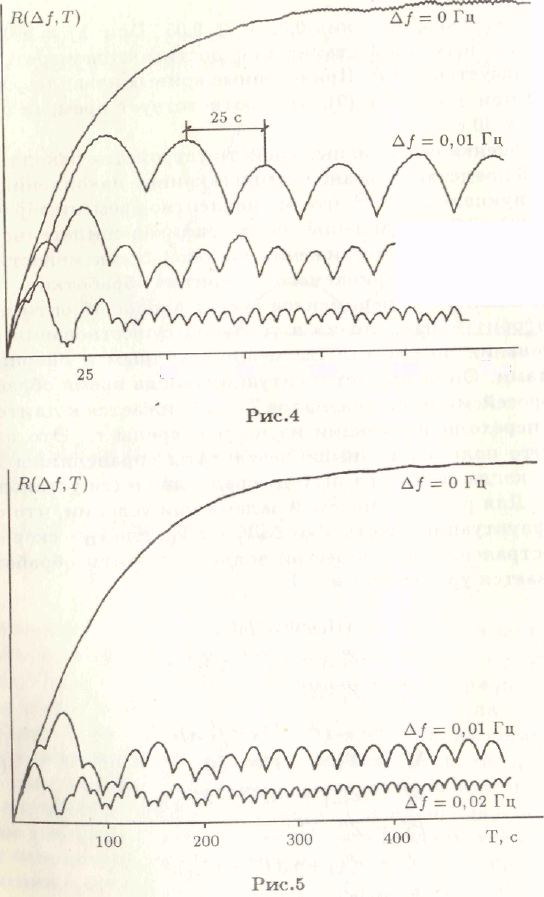 R(Δf,T)
Δf = 0 Гц
25 с
Δf = 0,01 Гц
25
Рис.4
R(Δf,T)
Δf = 0 Гц
Δf = 0,01 Гц
Δf = 0,02 Гц
100 200 300 400 T, с
Рис.5